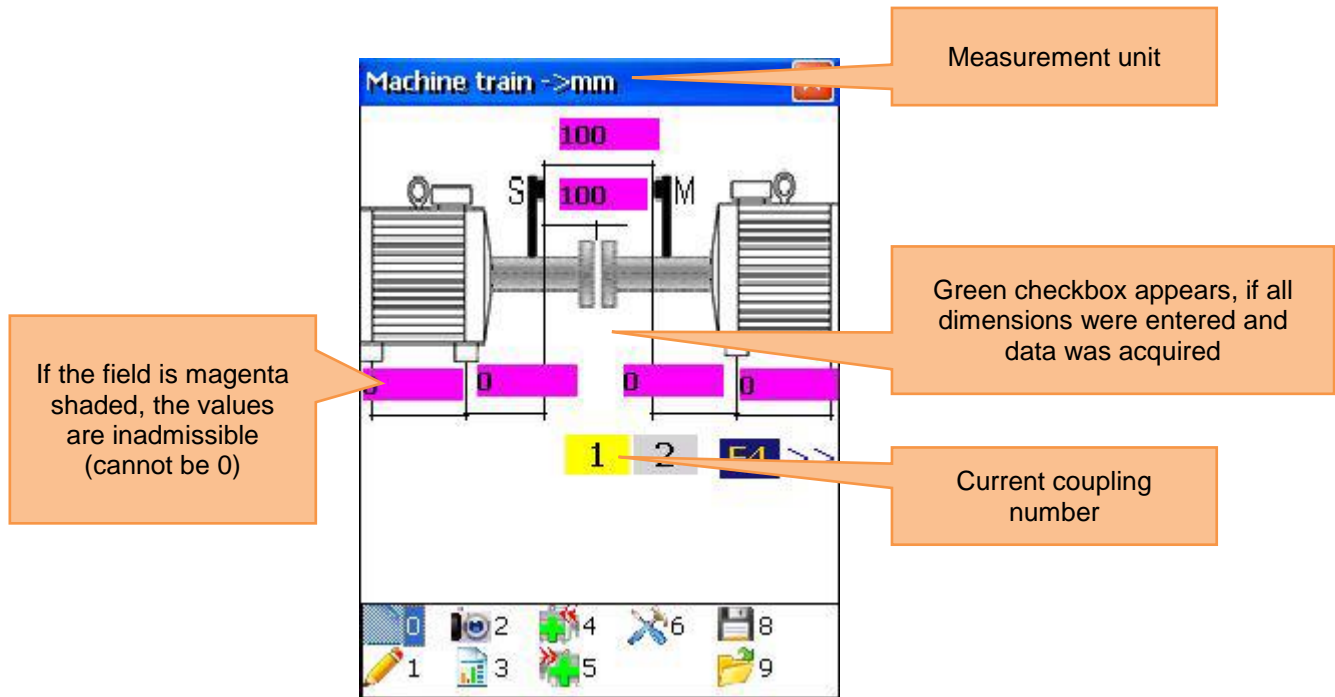 Measurement unit
Machine train ->mm
100
S 100 M
Green checkbox appears, if all
dimensions were entered and
data was acquired
If the field is magenta
shaded, the values
are inadmissible
(cannot be 0)
0 0 0 0
1 2 F4 >>
Current coupling
number
0 2 4 6 8
1 3 5 9